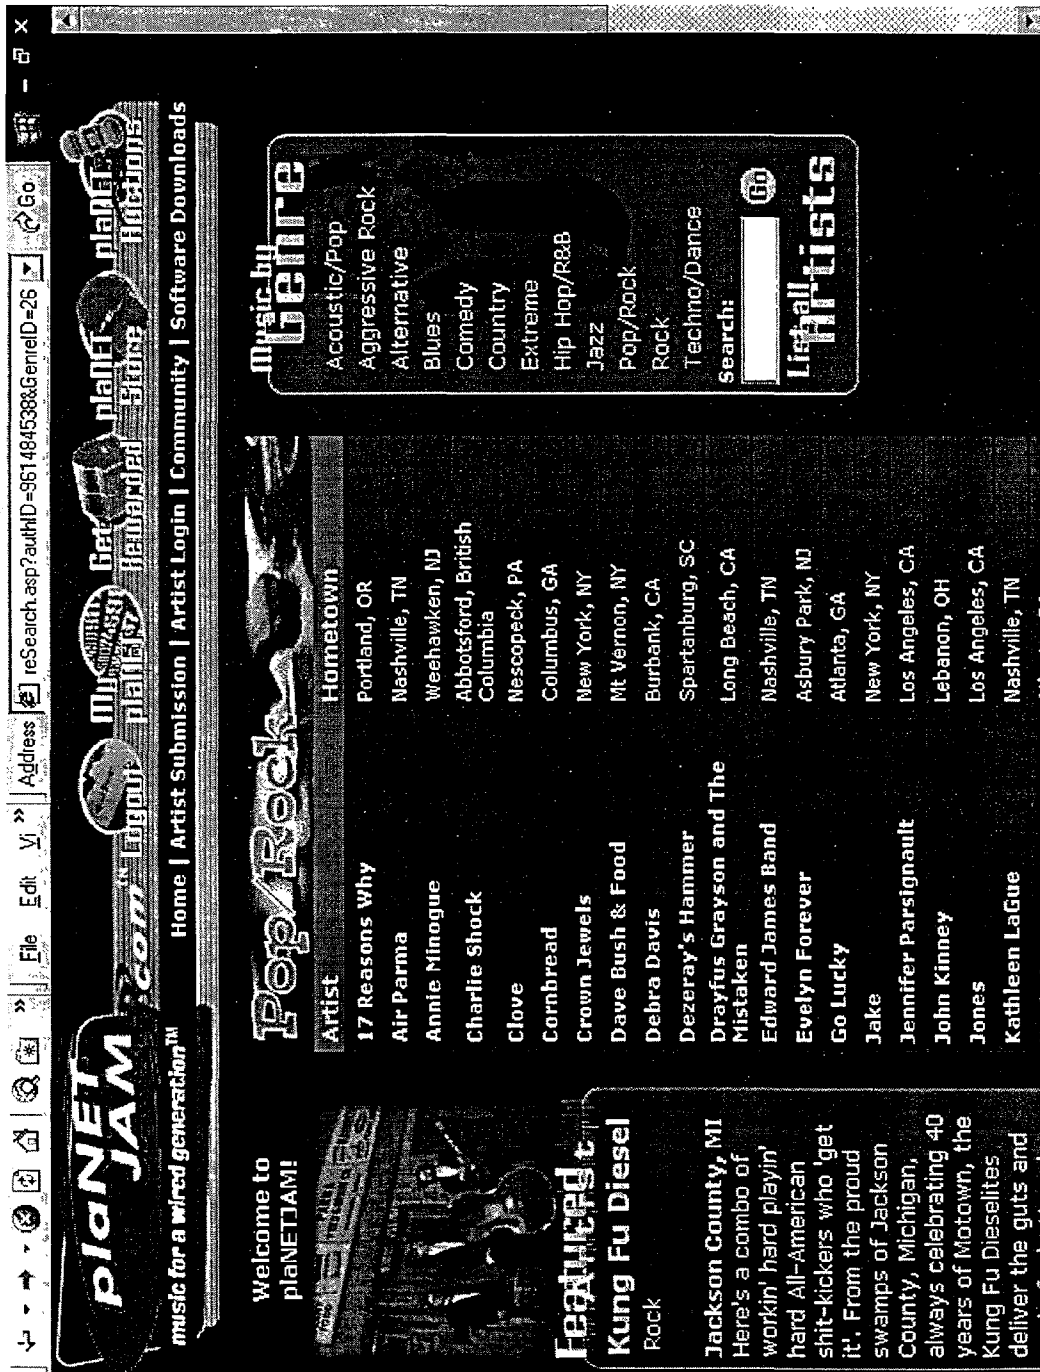 File Edit Vi » Address reSearch.asp?authID=961484538&GenreID=26 Go
plaNET JAM .com
music for a wired generation™
Logout
My plaNET
Get Rewarded
plaNET Store
plaNET Auctions
Home | Artist Submission | Artist Login | Community | Software Downloads
Welcome to
plaNETJAM!
Featured
Kung Fu Diesel
Rock
Jackson County, MI
Here's a combo of
workin' hard playin'
hard All-American
shit-kickers who 'get
it'. From the proud
swamps of Jackson
County, Michigan,
always celebrating 40
years of Motown, the
Kung Fu Dieselites
deliver the guts and
Pop/Rock
Artist Hometown
17 Reasons Why Portland, OR
Air Parma Nashville, TN
Annie Minogue Weehawken, NJ
Charlie Shock Abbotsford, British
Columbia
Clove Nescopeck, PA
Cornbread Columbus, GA
Crown Jewels New York, NY
Dave Bush & Food Mt Vernon, NY
Debra Davis Burbank, CA
Dezeray's Hammer Spartanburg, SC
Drayfus Grayson and The Long Beach, CA
Mistaken
Edward James Band Nashville, TN
Evelyn Forever Asbury Park, NJ
Go Lucky Atlanta, GA
Jake New York, NY
Jennifer Parsignault Los Angeles, CA
John Kinney Lebanon, OH
Jones Los Angeles, CA
Kathleen LaGue Nashville, TN
Music by
Genre
Acoustic/Pop
Aggressive Rock
Alternative
Blues
Comedy
Country
Extreme
Hip Hop/R&B
Jazz
Pop/Rock
Rock
Techno/Dance
Search:
Go
List all
Artists